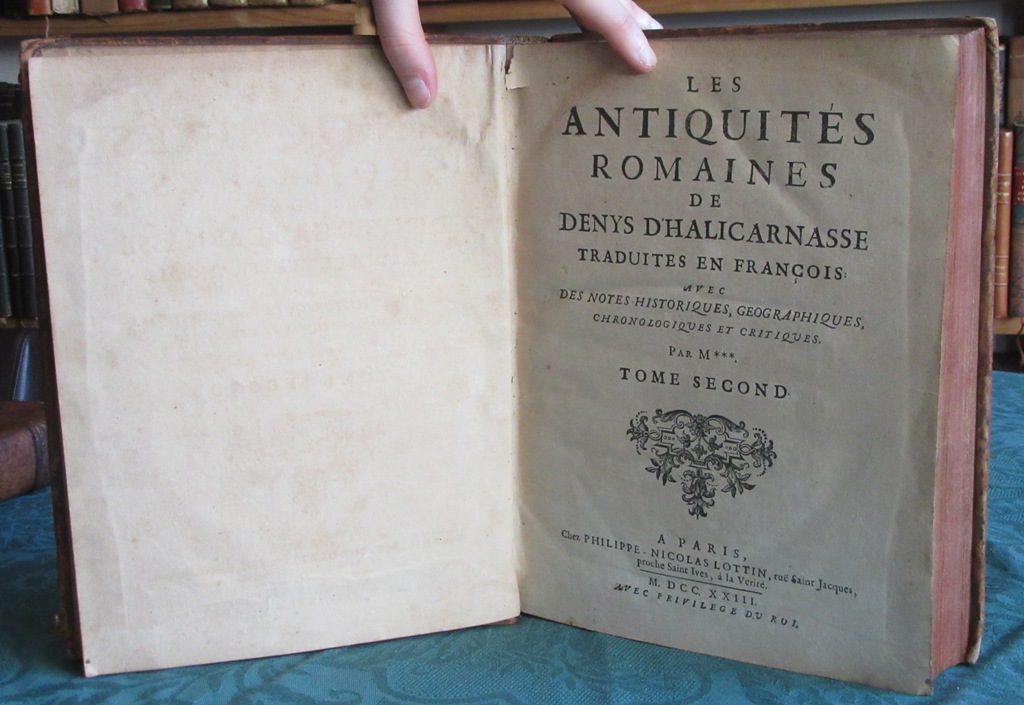 LES
ANTIQUITÉS
ROMAINES
DE
DENYS D'HALICARNASSE
TRADUITES EN FRANÇOIS:
AVEC
DES NOTES HISTORIQUES, GEOGRAPHIQUES,
CHRONOLOGIQUES ET CRITIQUES.
PAR M***.
TOME SECOND.
A PARIS,
Chez PHILIPPE-NICOLAS LOTTIN, ruë Saint Jacques,
proche Saint Ives, à la Verité.
M. DCC. XXIII.
AVEC PRIVILEGE DU ROI.